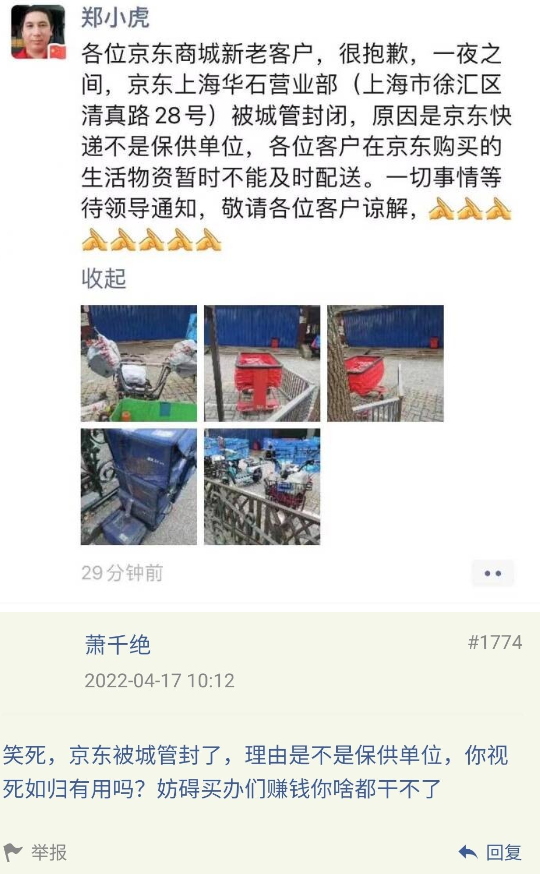 郑小虎
各位京东商城新老客户，很抱歉，一夜之
间，京东上海华石营业部（上海市徐汇区
清真路28号）被城管封闭，原因是京东快
递不是保供单位，各位客户在京东购买的
生活物资暂时不能及时配送。一切事情等
待领导通知，敬请各位客户谅解，
收起
29分钟前
萧千绝
#1774
2022-04-17 10:12
笑死，京东被城管封了，理由是不是保供单位，你视
死如归有用吗？妨碍买办们赚钱你啥都干不了
举报
回复